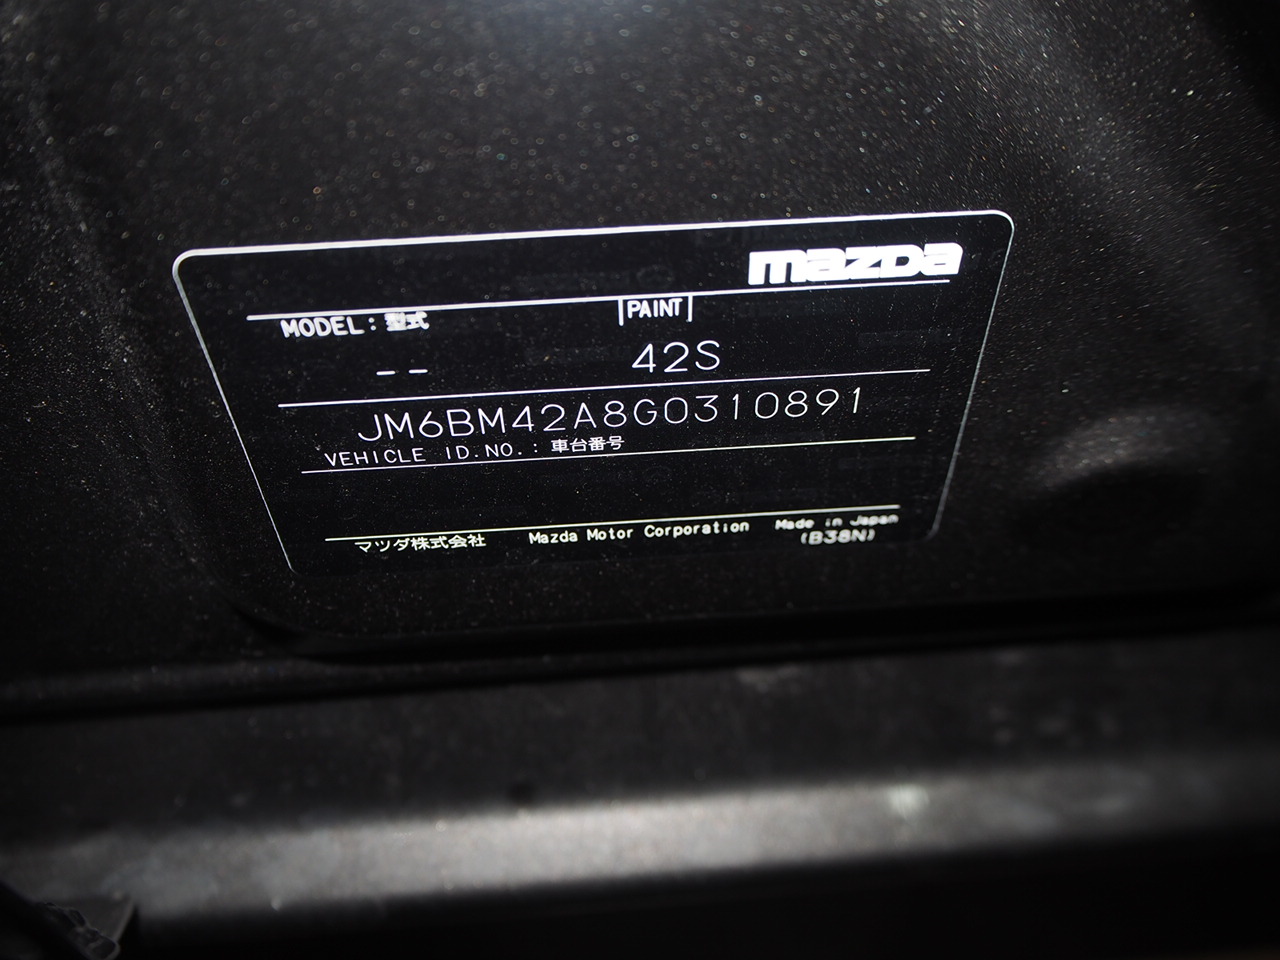 mazda
MODEL：型式
|PAINT|
-- 42S
JM6BM42A8G0310891
VEHICLE ID.NO.：車台番号
マツダ株式会社 Mazda Motor Corporation Made in Japan
(B38N)